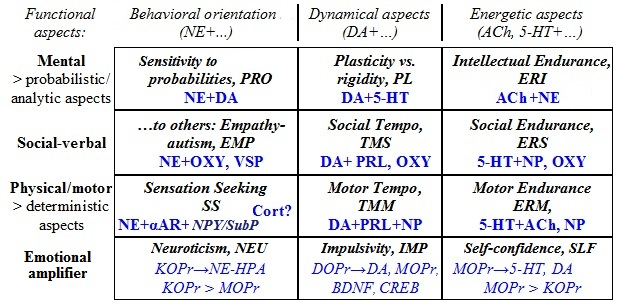 Functional aspects: Behavioral orientation (NE+…) Dynamical aspects (DA+…) Energetic aspects (ACh, 5-HT+…)
Mental
> probabilistic/
analytic aspects
Sensitivity to
probabilities, PRO
NE+DA
Plasticity vs.
rigidity, PL
DA+5-HT
Intellectual Endurance,
ERI
ACh +NE
Social-verbal
…to others: Empathy-
autism, EMP
NE+OXY, VSP
Social Tempo,
TMS
DA+ PRL, OXY
Social Endurance,
ERS
5-HT+NP, OXY
Physical/motor
> deterministic
aspects
Sensation Seeking
SS
Cort?
NE+αAR+ NPY/SubP
Motor Tempo,
TMM
DA+PRL+NP
Motor Endurance
ERM,
5-HT+ACh, NP
Emotional
amplifier
Neuroticism, NEU
KOPr→NE-HPA
KOPr > MOPr
Impulsivity, IMP
DOPr→DA, MOPr,
BDNF, CREB
Self-confidence, SLF
MOPr→5-HT, DA
MOPr > KOPr